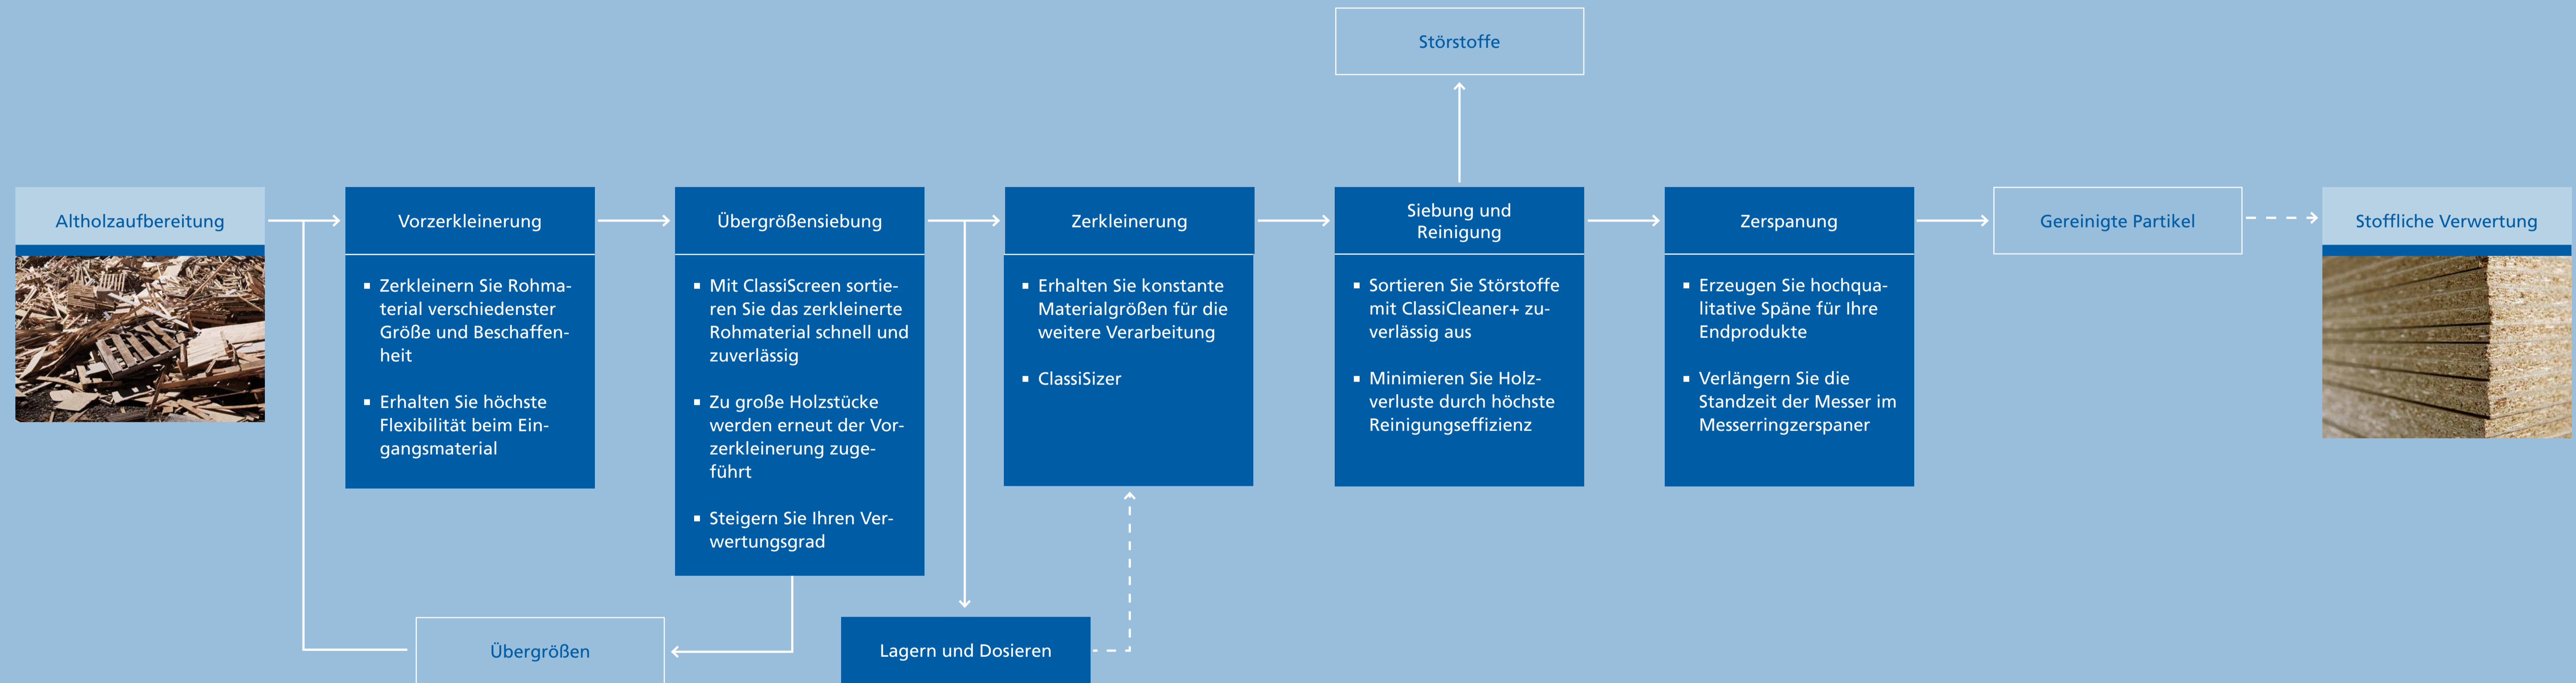 Störstoffe
Altholzaufbereitung
Vorzerkleinerung
▪ Zerkleinern Sie Rohma-
terial verschiedenster
Größe und Beschaffen-
heit
▪ Erhalten Sie höchste
Flexibilität beim Ein-
gangsmaterial
Übergrößensiebung
▪ Mit ClassiScreen sortie-
ren Sie das zerkleinerte
Rohmaterial schnell und
zuverlässig
▪ Zu große Holzstücke
werden erneut der Vor-
zerkleinerung zuge-
führt
▪ Steigern Sie Ihren Ver-
wertungsgrad
Zerkleinerung
▪ Erhalten Sie konstante
Materialgrößen für die
weitere Verarbeitung
▪ ClassiSizer
Siebung und
Reinigung
▪ Sortieren Sie Störstoffe
mit ClassiCleaner+ zu-
verlässig aus
▪ Minimieren Sie Holz-
verluste durch höchste
Reinigungseffizienz
Zerspanung
▪ Erzeugen Sie hochqua-
litative Späne für Ihre
Endprodukte
▪ Verlängern Sie die
Standzeit der Messer im
Messerringzerspaner
Gereinigte Partikel
Stoffliche Verwertung
Übergrößen
Lagern und Dosieren